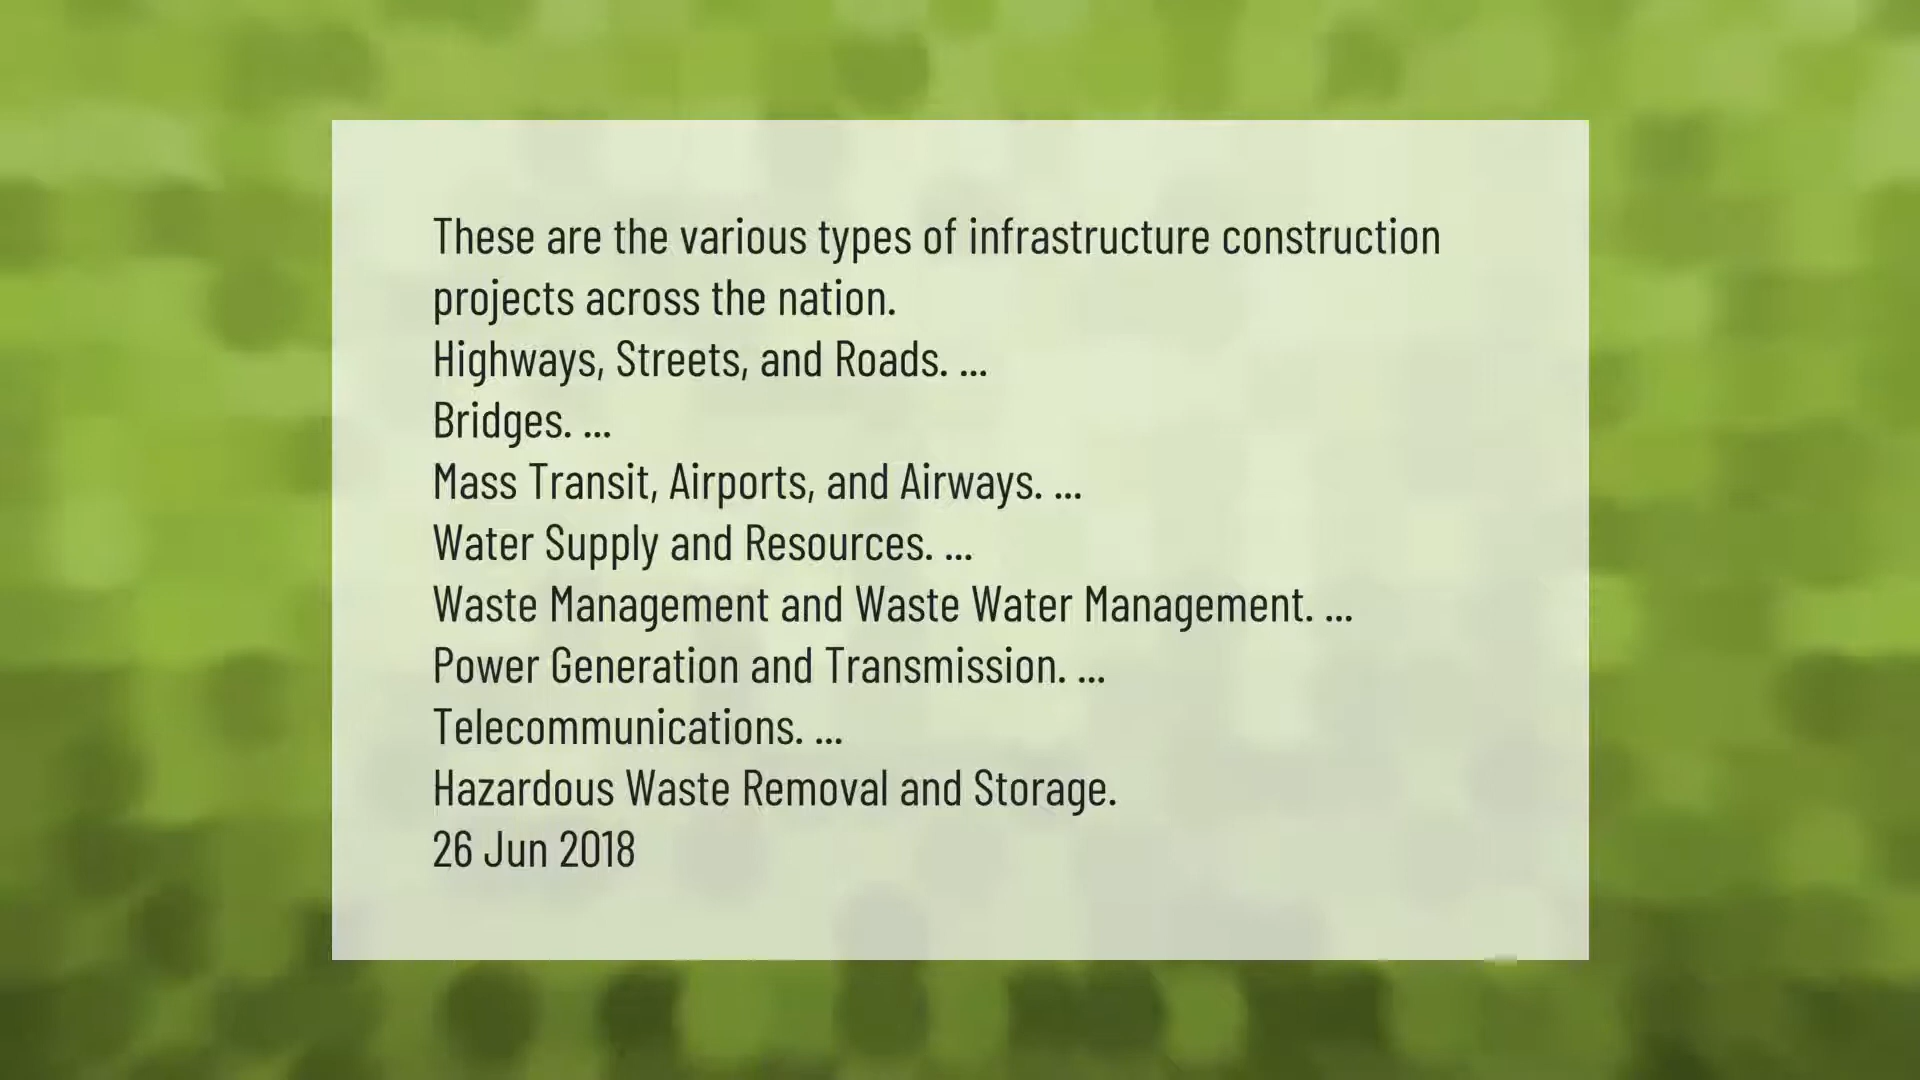 These are the various types of infrastructure construction
projects across the nation.
Highways, Streets, and Roads. ...
Bridges. ...
Mass Transit, Airports, and Airways. ...
Water Supply and Resources. ...
Waste Management and Waste Water Management. ...
Power Generation and Transmission. ...
Telecommunications. ...
Hazardous Waste Removal and Storage.
26 Jun 2018